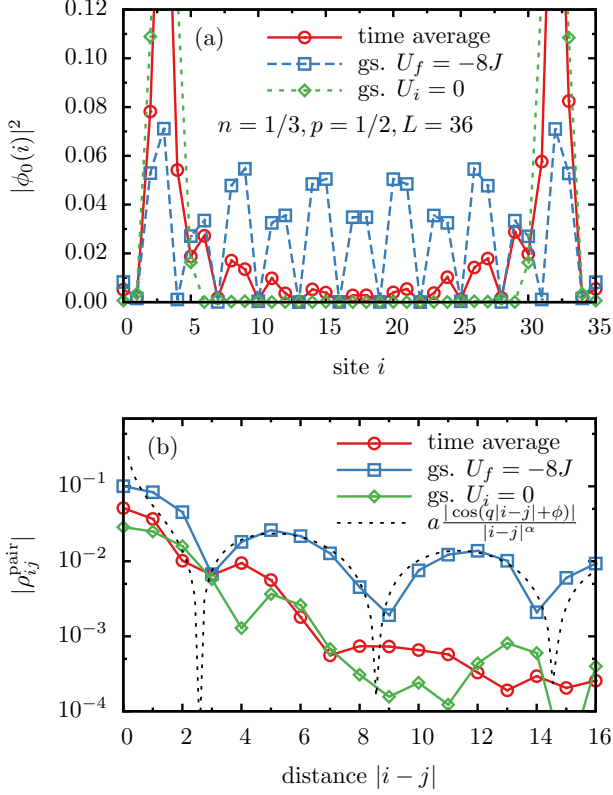 (a)
time average
gs. U_f = −8J
gs. U_i = 0
n = 1/3, p = 1/2, L = 36
|ϕ₀(i)|²
0.12
0.10
0.08
0.06
0.04
0.02
0.00
0 5 10 15 20 25 30 35
site i
(b)
time average
gs. U_f = −8J
gs. U_i = 0
a |cos(q|i−j|+ϕ)| / |i−j|^α
|ρ_{ij}^{pair}|
10⁻¹
10⁻²
10⁻³
10⁻⁴
0 2 4 6 8 10 12 14 16
distance |i − j|